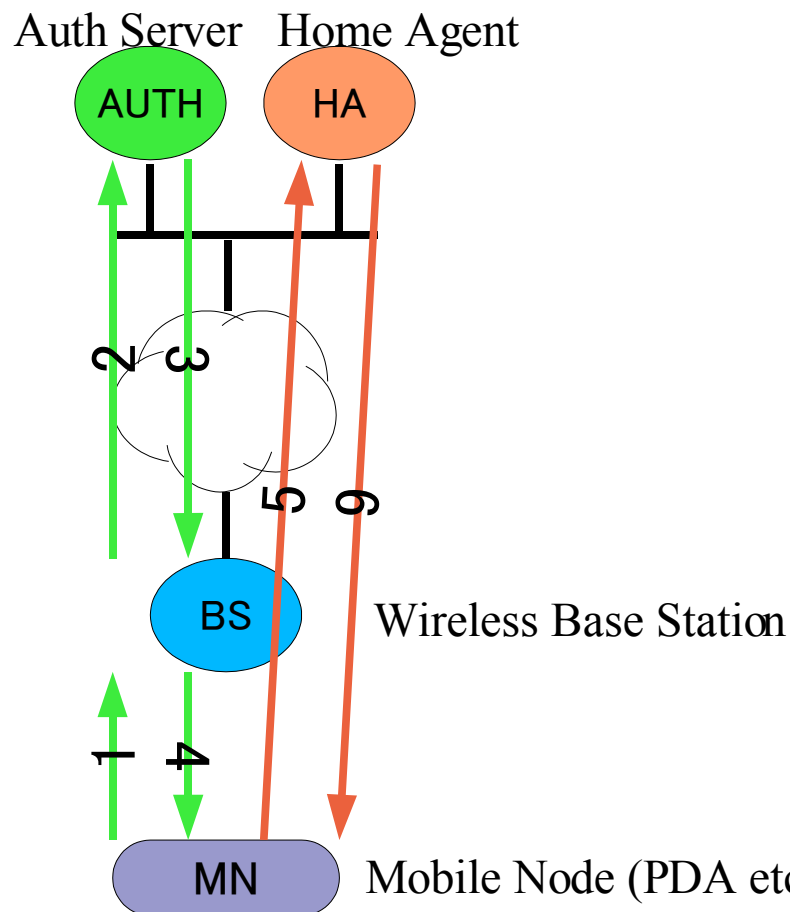 Auth Server Home Agent
AUTH HA
2 3
5 6
BS Wireless Base Station
1 4
MN Mobile Node (PDA etc